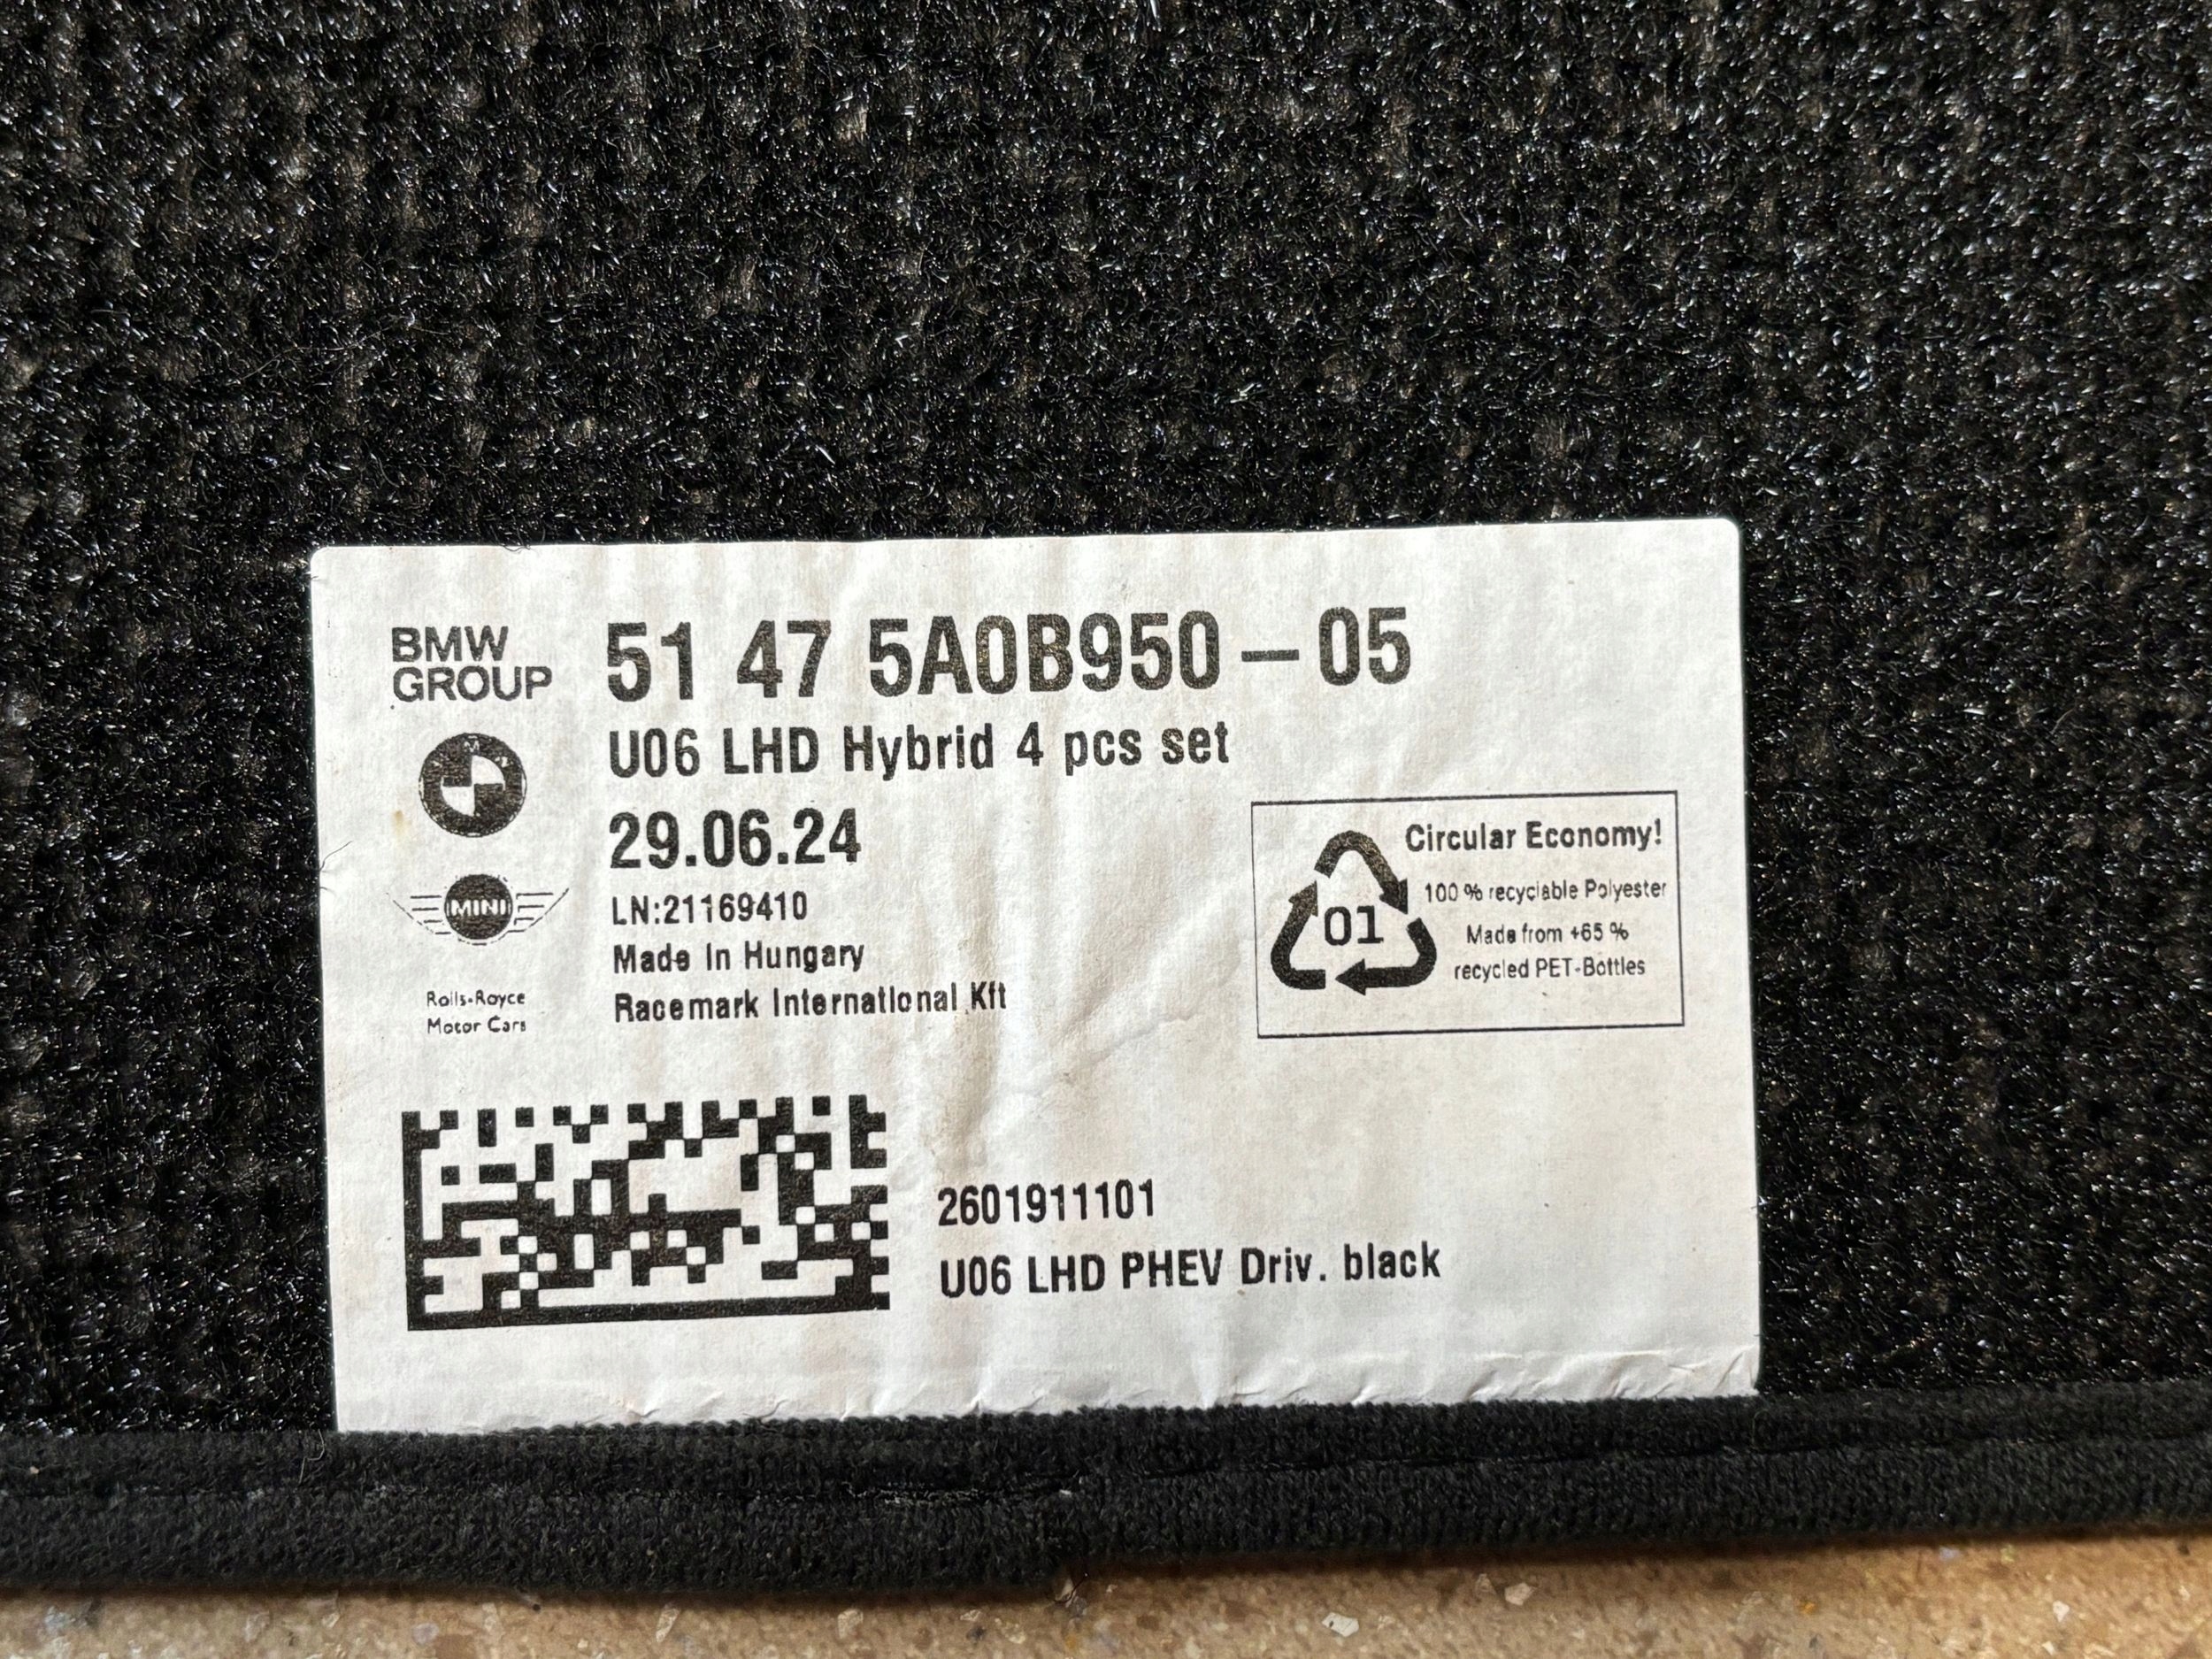 BMW
GROUP
51 47 5A0B950 – 05
U06 LHD Hybrid 4 pcs set
29.06.24
LN:21169410
Made In Hungary
Racemark International Kft
MINI
Rolls-Royce
Motor Cars
01
Circular Economy!
100 % recyclable Polyester
Made from +65 %
recycled PET-Bottles
2601911101
U06 LHD PHEV Driv. black